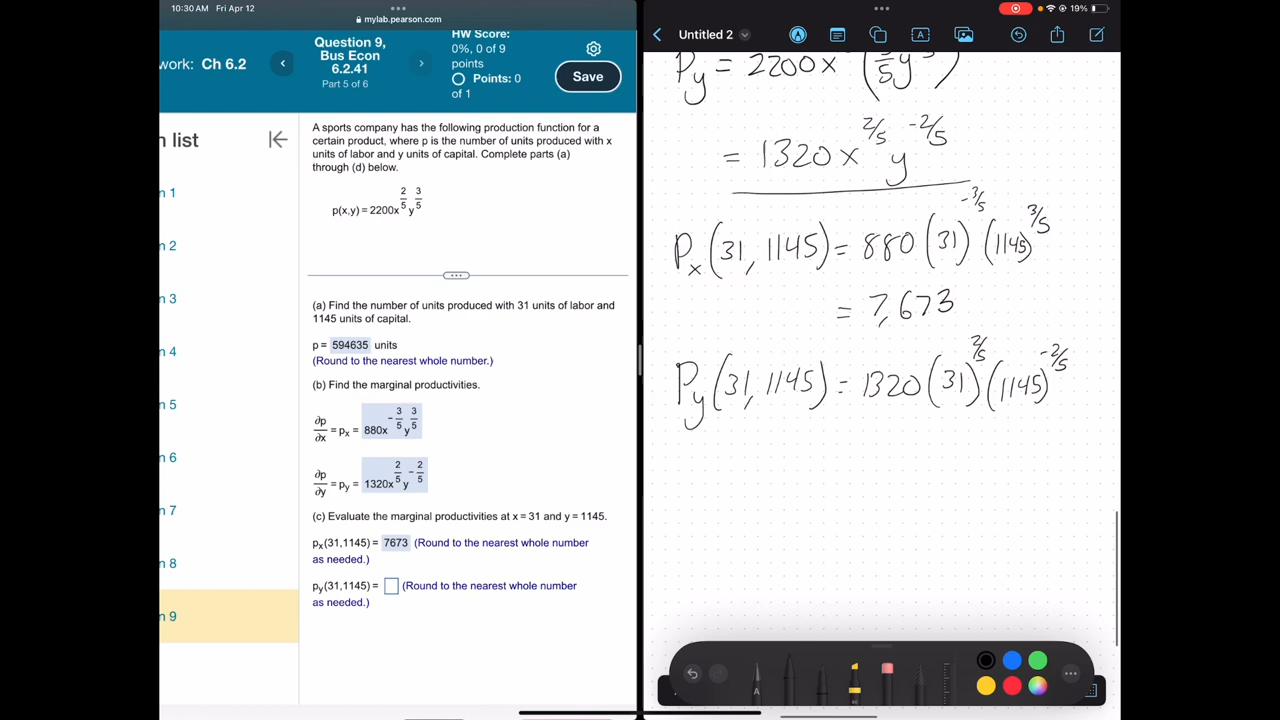 10:30 AM Fri Apr 12
mylab.pearson.com
work: Ch 6.2
Question 9,
Bus Econ
6.2.41
Part 5 of 6
HW Score:
0%, 0 of 9
points
Points: 0
of 1
Save
n list
n 1
n 2
n 3
n 4
n 5
n 6
n 7
n 8
n 9
A sports company has the following production function for a
certain product, where p is the number of units produced with x
units of labor and y units of capital. Complete parts (a)
through (d) below.
p(x,y) = 2200x^(2/5) y^(3/5)
(a) Find the number of units produced with 31 units of labor and
1145 units of capital.
p = 594635 units
(Round to the nearest whole number.)
(b) Find the marginal productivities.
∂p/∂x = pₓ = 880x^(-3/5) y^(3/5)
∂p/∂y = p_y = 1320x^(2/5) y^(-2/5)
(c) Evaluate the marginal productivities at x = 31 and y = 1145.
pₓ(31,1145) = 7673 (Round to the nearest whole number
as needed.)
p_y(31,1145) = (Round to the nearest whole number
as needed.)
19%
Untitled 2
= 1320x^(2/5) y^(-2/5)
Pₓ(31, 1145) = 880(31)^(-3/5) (1145)^(3/5)
= 7,673
P_y(31, 1145) = 1320(31)^(2/5) (1145)^(-2/5)